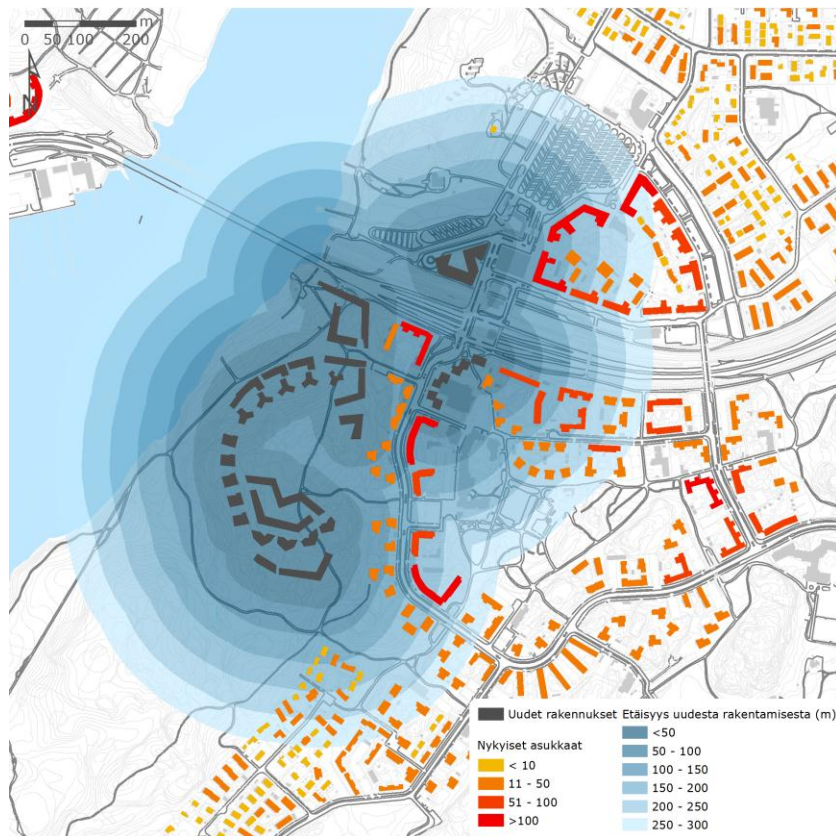 m
0 50 100 200
N
Uudet rakennukset
Nykyiset asukkaat
< 10
11 - 50
51 - 100
>100
Etäisyys uudesta rakentamisesta (m)
<50
50 - 100
100 - 150
150 - 200
200 - 250
250 - 300